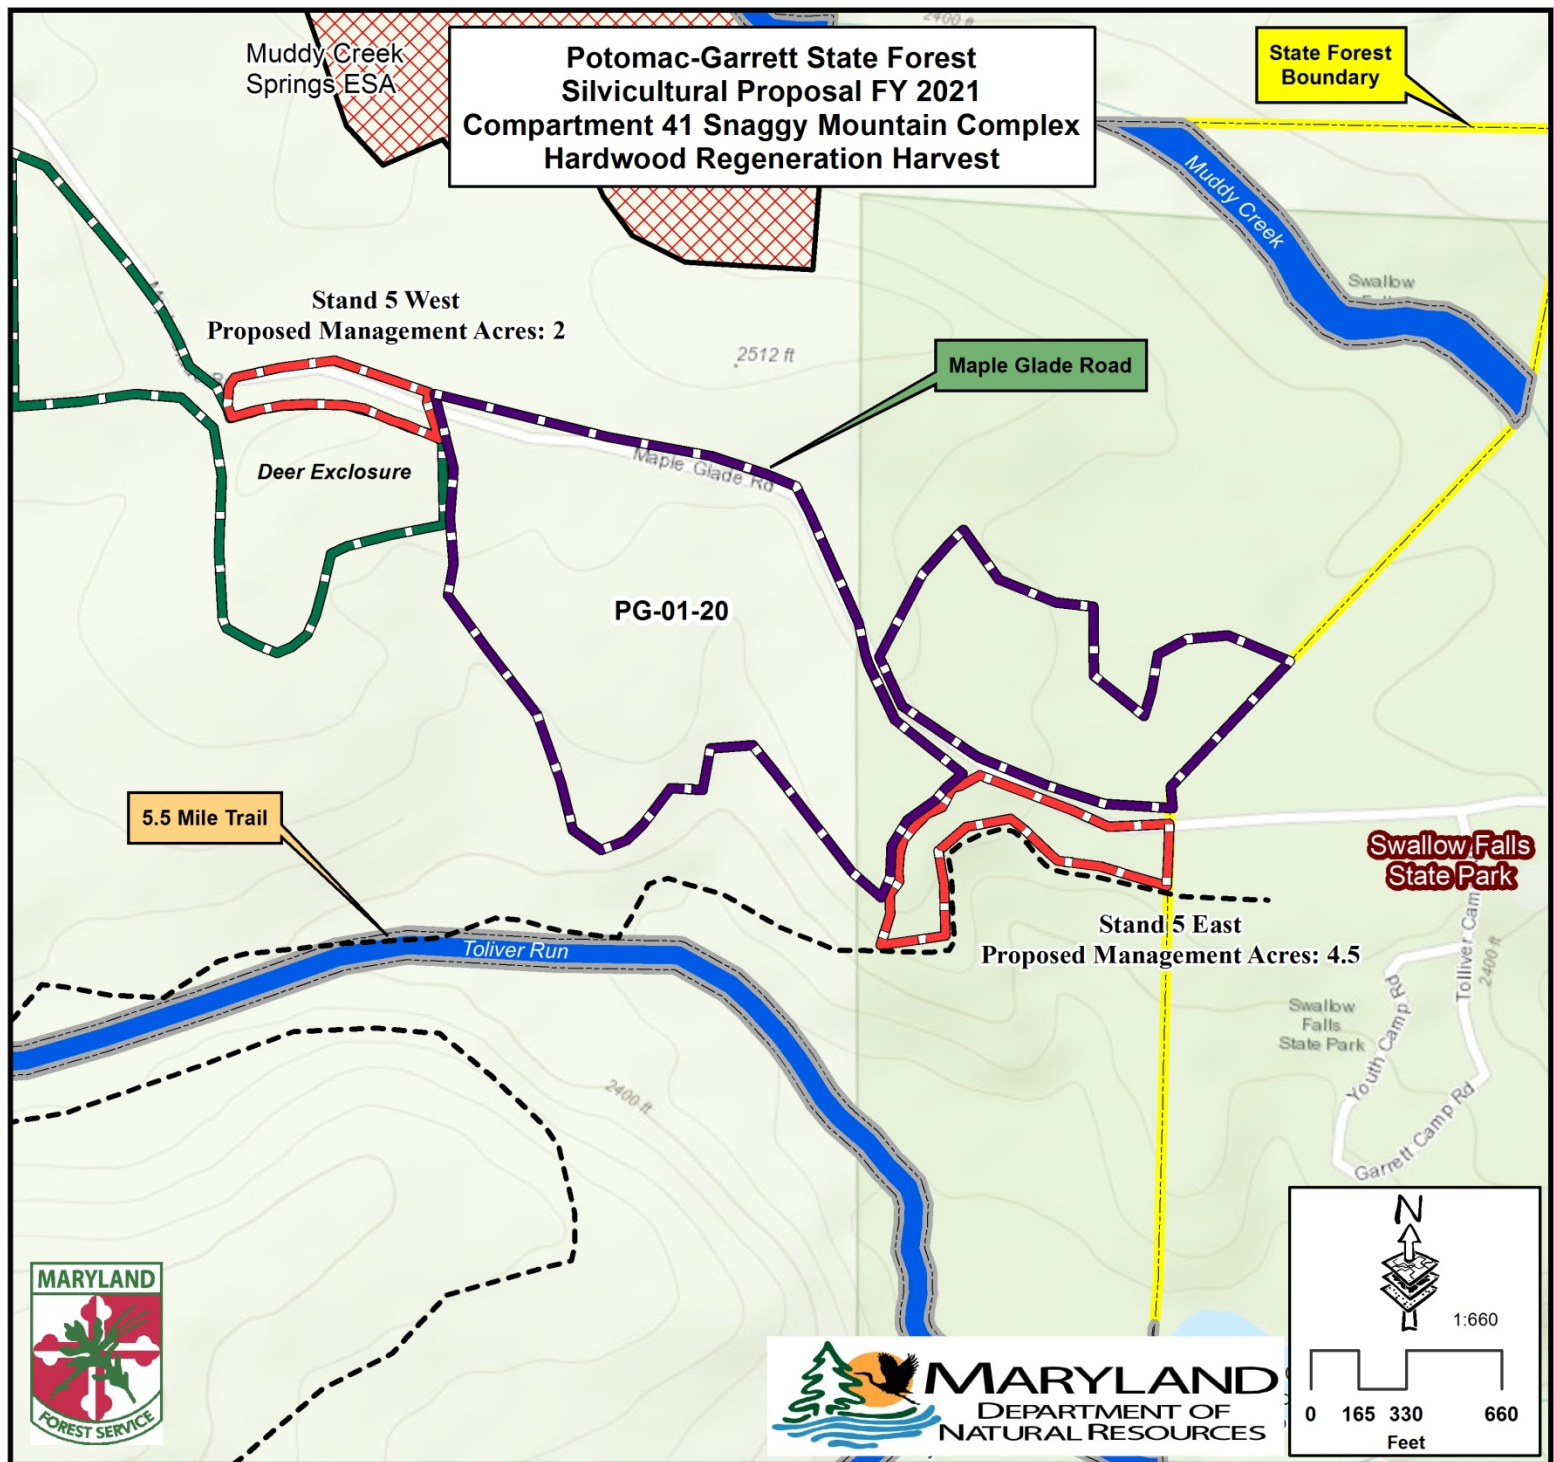 2400 ft
Muddy Creek
Springs ESA
Potomac-Garrett State Forest
Silvicultural Proposal FY 2021
Compartment 41 Snaggy Mountain Complex
Hardwood Regeneration Harvest
State Forest
Boundary
Muddy Creek
Swallow
Stand 5 West
Proposed Management Acres: 2
2512 ft
Maple Glade Road
Deer Exclosure
Maple Glade Rd
PG-01-20
5.5 Mile Trail
Swallow Falls
State Park
Toliver Run
Stand 5 East
Proposed Management Acres: 4.5
Tolliver Cam
2400 ft
Swallow
Falls
State Park
Youth Camp Rd
Garrett Camp Rd
2400 ft
N
1:660
0 165 330 660
Feet
MARYLAND
FOREST SERVICE
MARYLAND
DEPARTMENT OF
NATURAL RESOURCES